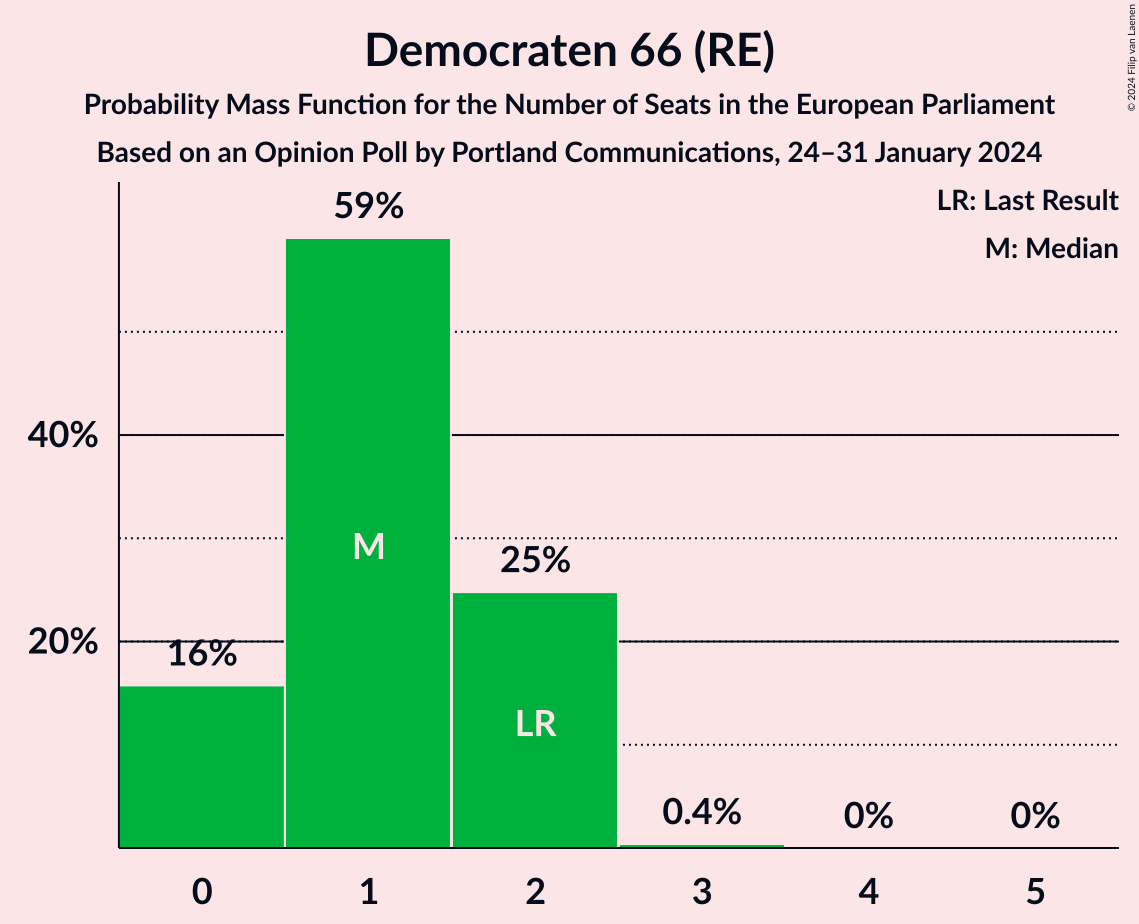 Democraten 66 (RE)
Probability Mass Function for the Number of Seats in the European Parliament
Based on an Opinion Poll by Portland Communications, 24–31 January 2024
© 2024 Filip van Laenen
LR: Last Result
M: Median
59%
40%
M
25%
20%
16%
LR
0.4%
0%
0%
0
1
2
3
4
5